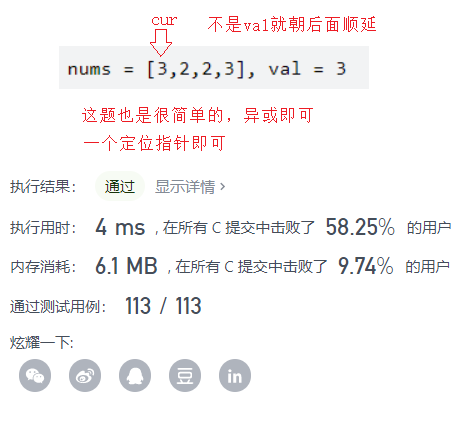 cur
不是val就朝后面顺延
nums = [3,2,2,3], val = 3
这题也是很简单的，异或即可
一个定位指针即可
执行结果： 通过 显示详情 ›
执行用时： 4 ms , 在所有 C 提交中击败了 58.25% 的用户
内存消耗： 6.1 MB , 在所有 C 提交中击败了 9.74% 的用户
通过测试用例： 113 / 113
炫耀一下:
豆
in